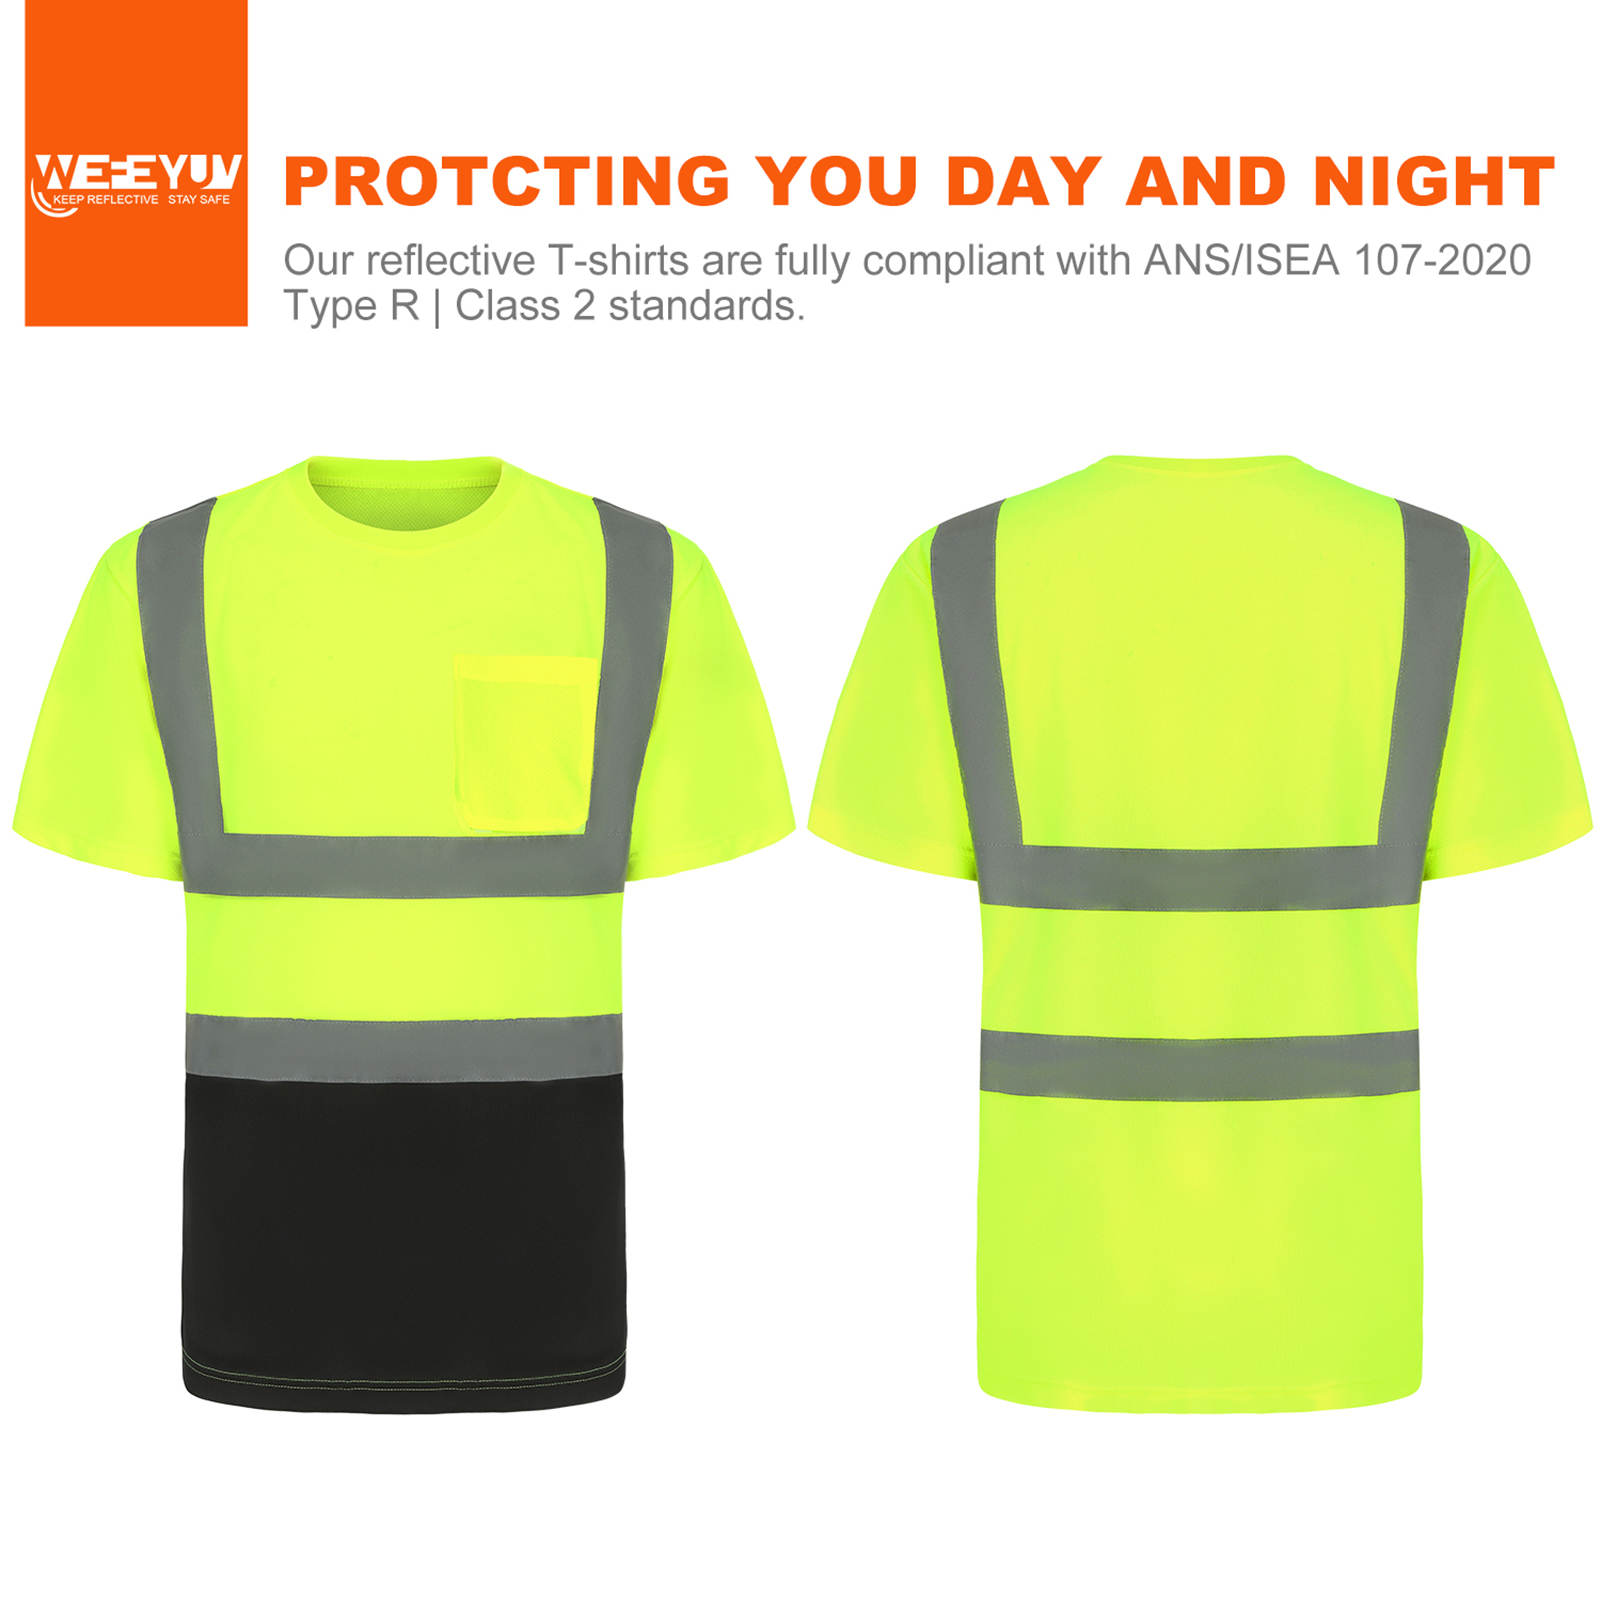 WEFEYUV
KEEP REFLECTIVE STAY SAFE
PROTCTING YOU DAY AND NIGHT
Our reflective T-shirts are fully compliant with ANS/ISEA 107-2020
Type R | Class 2 standards.